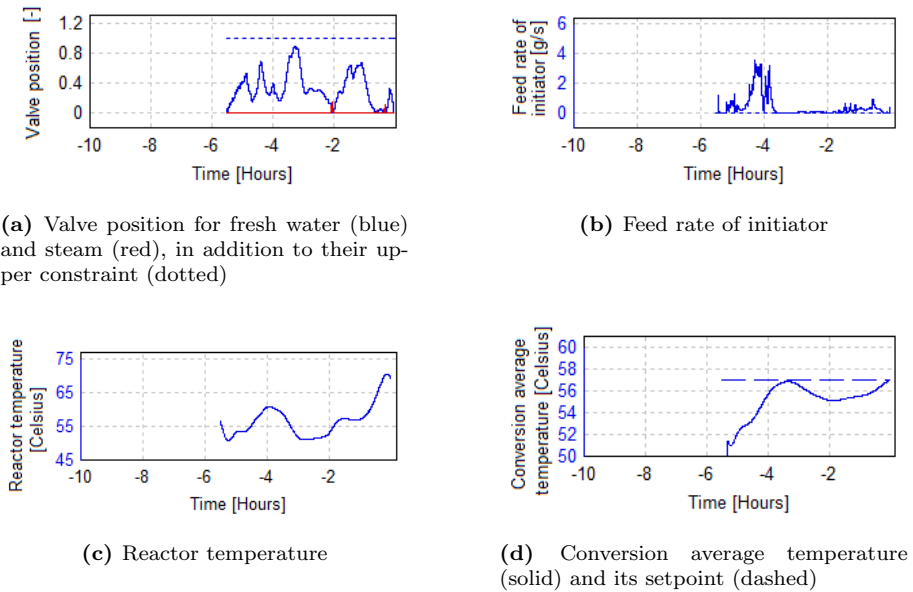 1.2
0.8
0.4
0
Valve position [-]
-10
-8
-6
-4
-2
Time [Hours]
6
4
2
0
Feed rate of
initiator [g/s]
-10
-8
-6
-4
-2
Time [Hours]
(a) Valve position for fresh water (blue)
and steam (red), in addition to their up-
per constraint (dotted)
(b) Feed rate of initiator
75
65
55
45
Reactor temperature
[Celsius]
-10
-8
-6
-4
-2
Time [Hours]
60
58
56
54
52
50
Conversion average
temperature [Celsius]
-10
-8
-6
-4
-2
Time [Hours]
(c) Reactor temperature
(d) Conversion average temperature
(solid) and its setpoint (dashed)